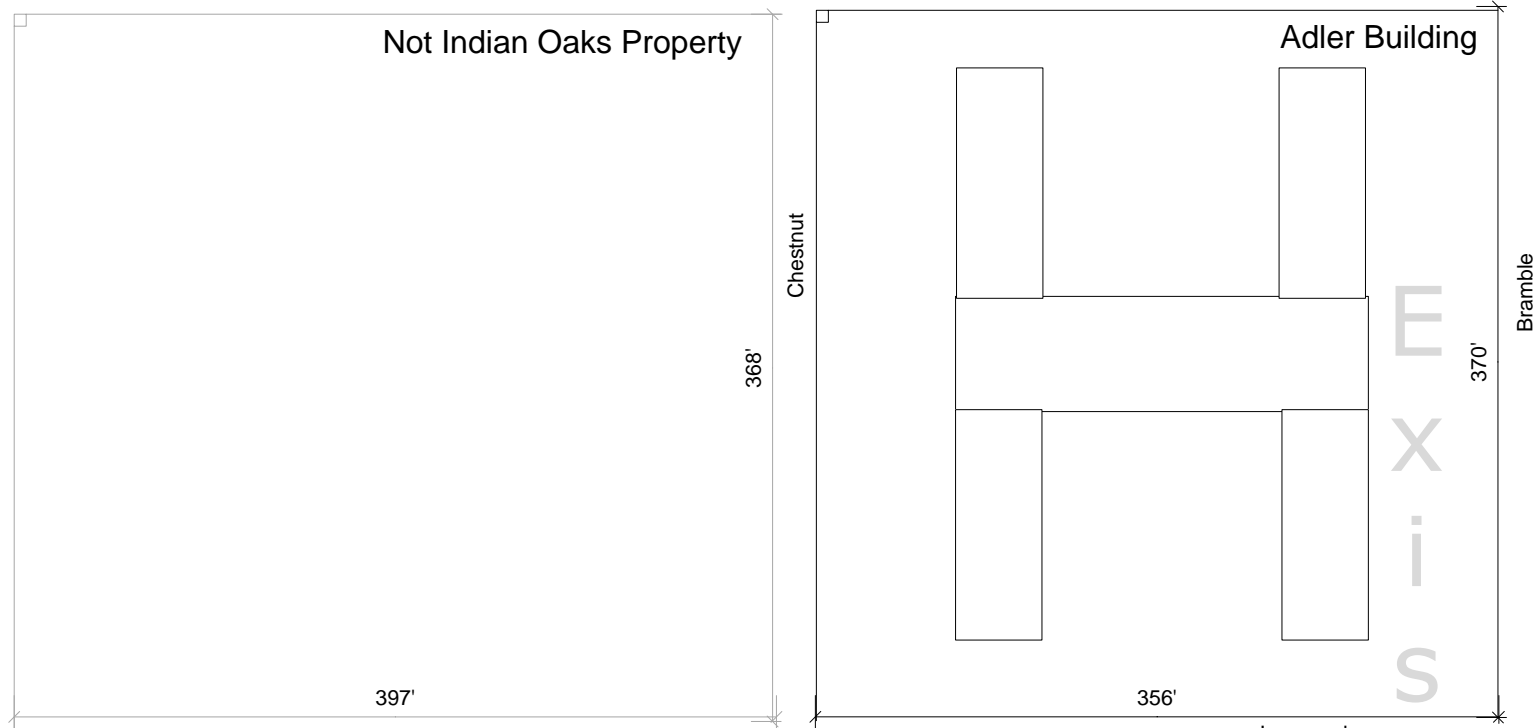 Not Indian Oaks Property
Adler Building
Chestnut
Bramble
368'
370'
E
x
i
s
397'
356'